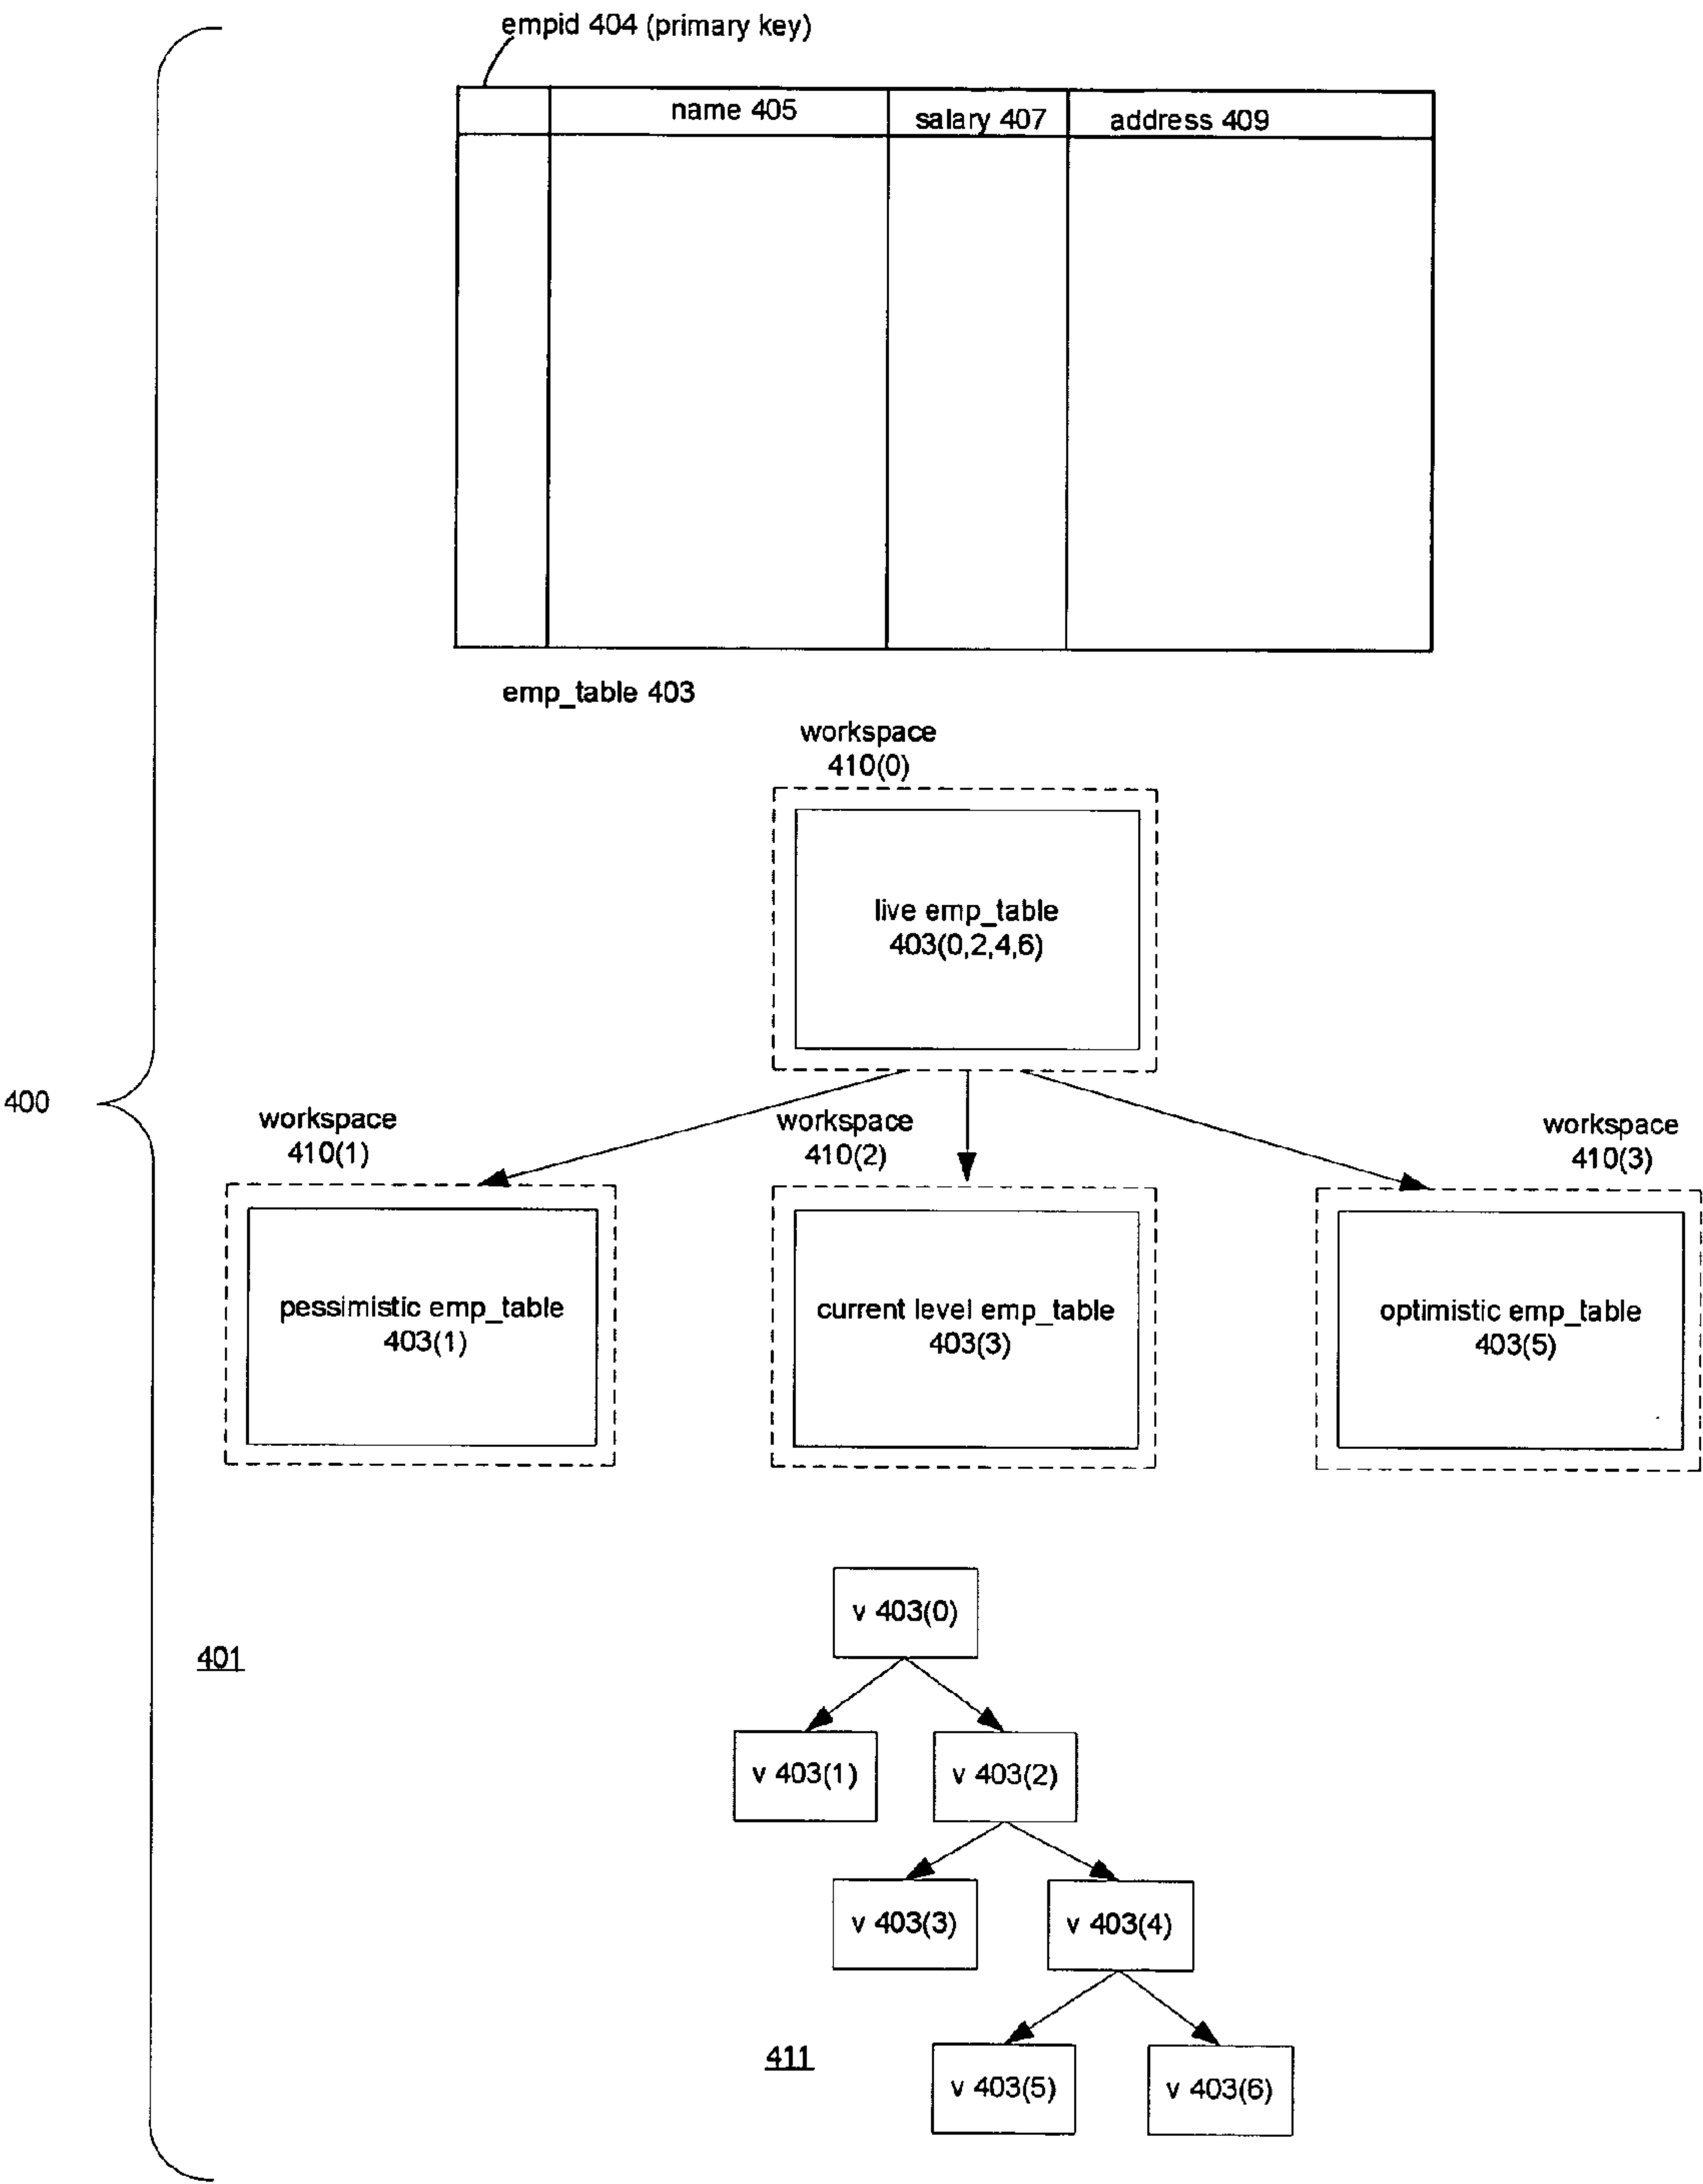 empid 404 (primary key)
name 405
salary 407
address 409
emp_table 403
workspace
410(0)
live emp_table
403(0,2,4,6)
400
workspace
410(1)
workspace
410(2)
workspace
410(3)
pessimistic emp_table
403(1)
current level emp_table
403(3)
optimistic emp_table
403(5)
v 403(0)
401
v 403(1)
v 403(2)
v 403(3)
v 403(4)
411
v 403(5)
v 403(6)